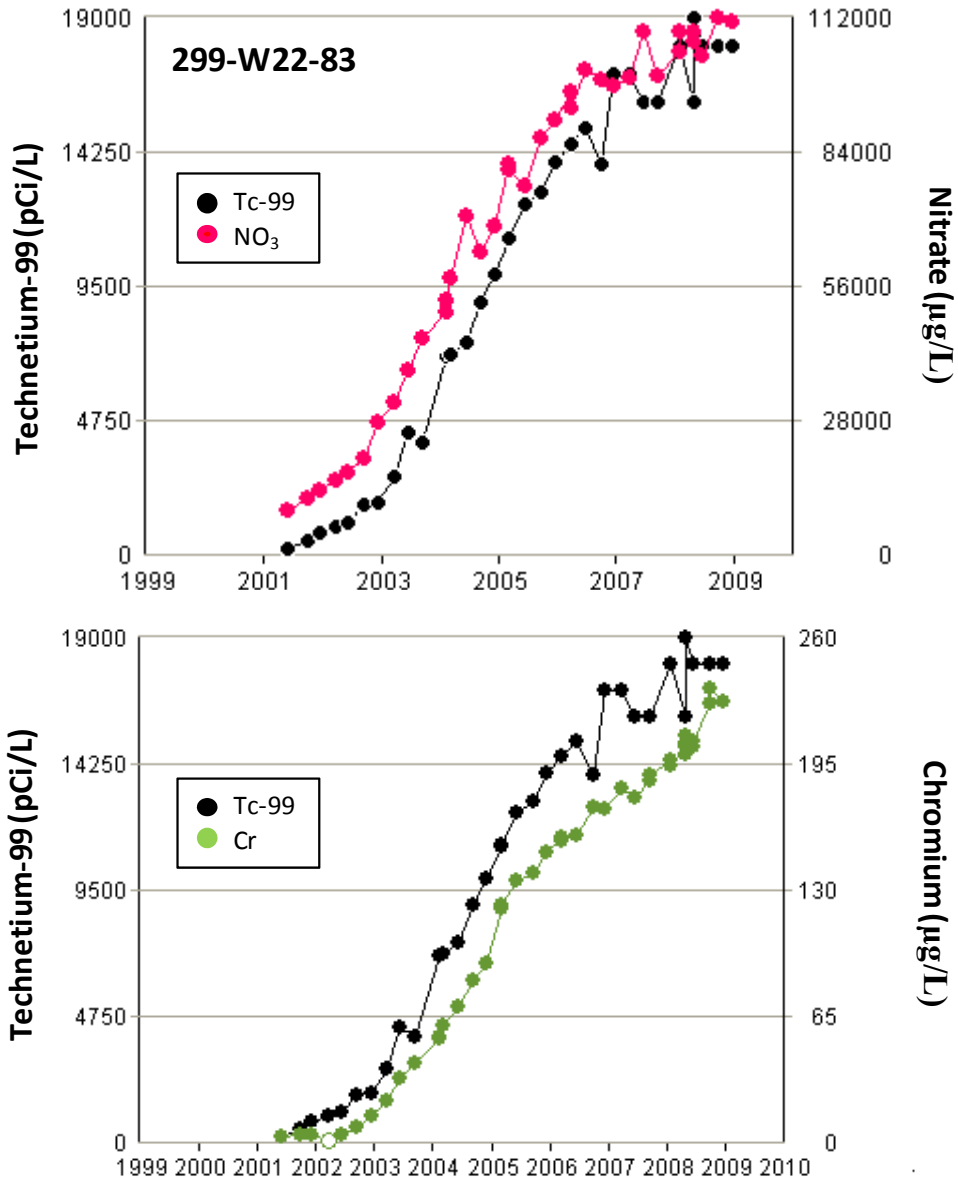 299-W22-83
19000
14250
9500
4750
0
Technetium-99 (pCi/L)
Tc-99
NO₃
112000
84000
56000
28000
0
Nitrate (µg/L)
1999 2001 2003 2005 2007 2009
19000
14250
9500
4750
0
Technetium-99 (pCi/L)
Tc-99
Cr
260
195
130
65
0
Chromium (µg/L)
1999 2000 2001 2002 2003 2004 2005 2006 2007 2008 2009 2010